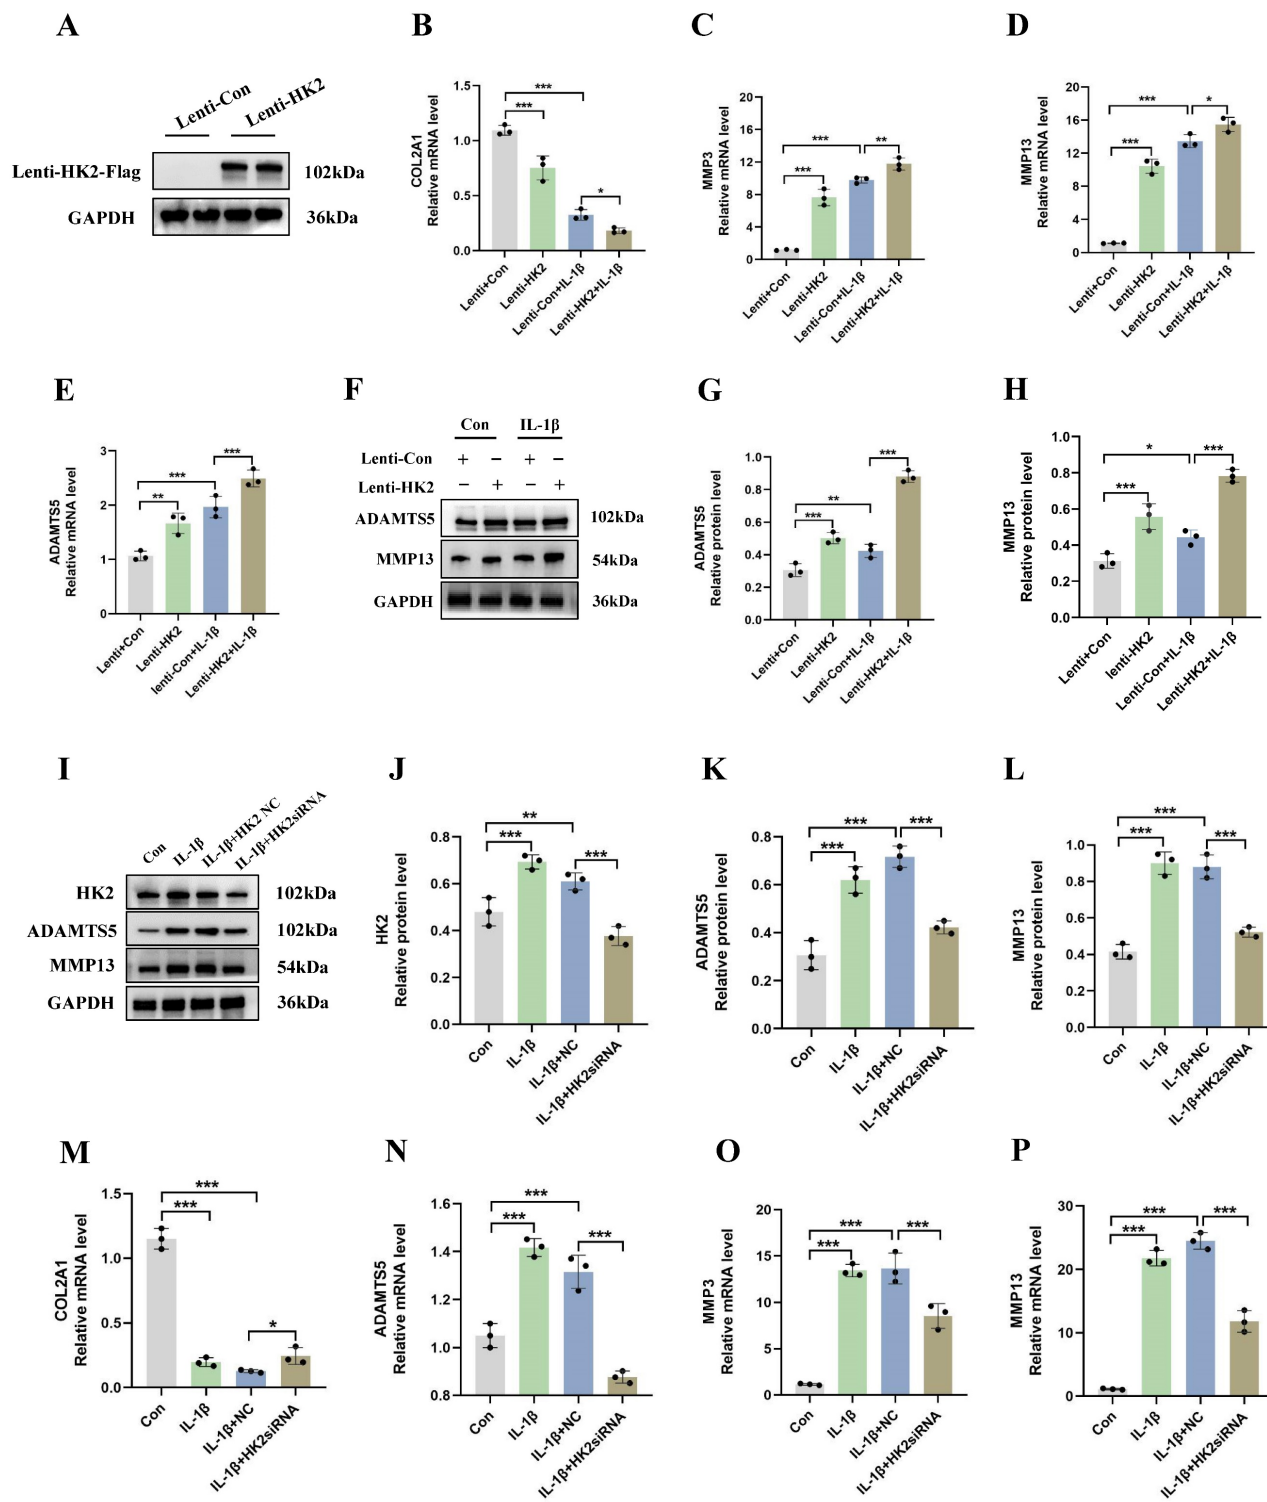 A
Lenti-Con
Lenti-HK2
Lenti-HK2-Flag
102kDa
GAPDH
36kDa
B
COL2A1
Relative mRNA level
1.5
1.0
0.5
0.0
***
***
*
Lenti+Con
Lenti-HK2
Lenti-Con+IL-1β
Lenti-HK2+IL-1β
C
MMP3
Relative mRNA level
20
16
12
8
4
0
***
***
**
Lenti+Con
Lenti-HK2
Lenti-Con+IL-1β
Lenti-HK2+IL-1β
D
MMP13
Relative mRNA level
20
16
12
8
4
0
***
***
*
Lenti+Con
Lenti-HK2
Lenti-Con+IL-1β
Lenti-HK2+IL-1β
E
ADAMTS5
Relative mRNA level
3
2
1
0
***
***
**
Lenti+Con
Lenti-HK2
lenti-Con+IL-1β
Lenti-HK2+IL-1β
F
Con IL-1β
Lenti-Con + − + −
Lenti-HK2 − + − +
ADAMTS5 102kDa
MMP13 54kDa
GAPDH 36kDa
G
ADAMTS5
Relative protein level
1.0
0.8
0.6
0.4
0.2
0.0
***
**
***
Lenti+Con
Lenti-HK2
Lenti-Con+IL-1β
Lenti-HK2+IL-1β
H
MMP13
Relative protein level
1.0
0.8
0.6
0.4
0.2
0.0
*
***
***
Lenti+Con
lenti-HK2
Lenti-Con+IL-1β
Lenti-HK2+IL-1β
I
Con
IL-1β
IL-1β+HK2 NC
IL-1β+HK2siRNA
HK2 102kDa
ADAMTS5 102kDa
MMP13 54kDa
GAPDH 36kDa
J
HK2
Relative protein level
0.8
0.6
0.4
0.2
0.0
**
***
***
Con
IL-1β
IL-1β+NC
IL-1β+HK2siRNA
K
ADAMTS5
Relative protein level
0.8
0.6
0.4
0.2
0.0
***
***
***
Con
IL-1β
IL-1β+NC
IL-1β+HK2siRNA
L
MMP13
Relative protein level
1.0
0.8
0.6
0.4
0.2
0.0
***
***
***
Con
IL-1β
IL-1β+NC
IL-1β+HK2siRNA
M
COL2A1
Relative mRNA level
1.5
1.0
0.5
0.0
***
***
*
Con
IL-1β
IL-1β+NC
IL-1β+HK2siRNA
N
ADAMTS5
Relative mRNA level
1.6
1.4
1.2
1.0
0.8
***
***
***
Con
IL-1β
IL-1β+NC
IL-1β+HK2siRNA
O
MMP3
Relative mRNA level
20
15
10
5
0
***
***
***
Con
IL-1β
IL-1β+NC
IL-1β+HK2siRNA
P
MMP13
Relative mRNA level
30
20
10
0
***
***
***
Con
IL-1β
IL-1β+NC
IL-1β+HK2siRNA